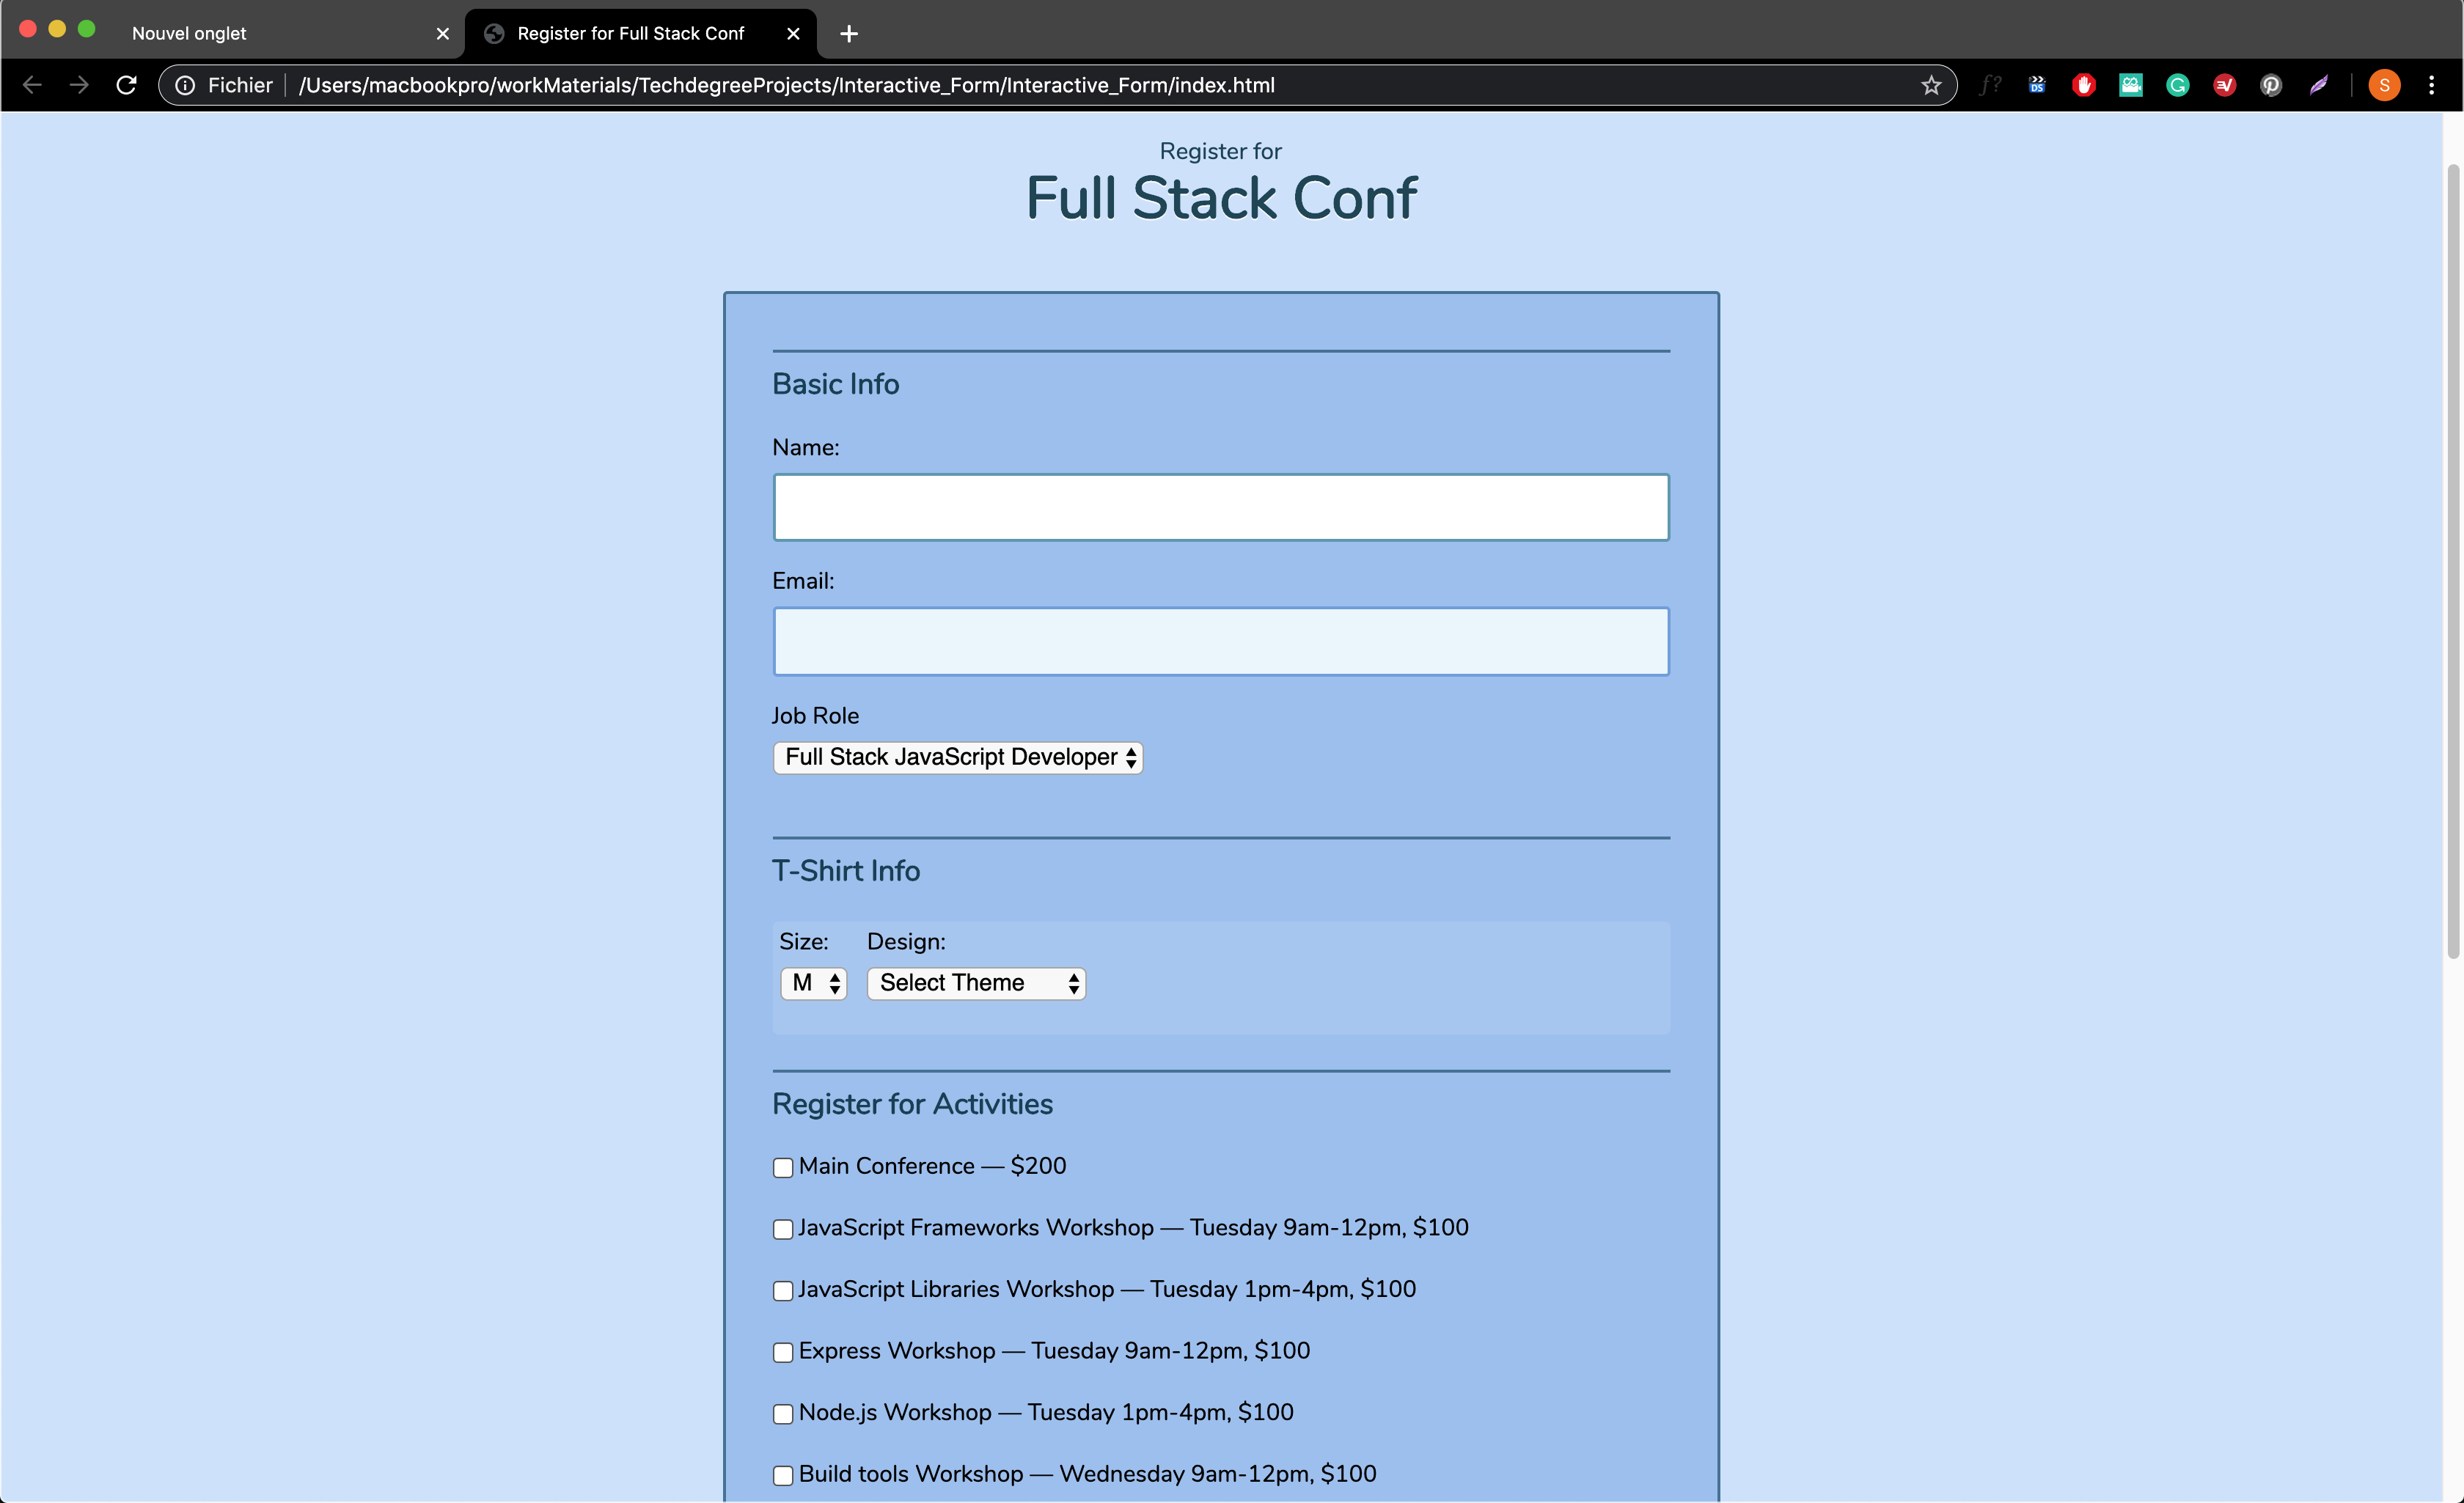 Nouvel onglet
Register for Full Stack Conf
Fichier /Users/macbookpro/workMaterials/TechdegreeProjects/Interactive_Form/Interactive_Form/index.html
f?
DS
S
Register for
Full Stack Conf
Basic Info
Name:
Email:
Job Role
Full Stack JavaScript Developer
T-Shirt Info
Size: Design:
M Select Theme
Register for Activities
Main Conference — $200
JavaScript Frameworks Workshop — Tuesday 9am-12pm, $100
JavaScript Libraries Workshop — Tuesday 1pm-4pm, $100
Express Workshop — Tuesday 9am-12pm, $100
Node.js Workshop — Tuesday 1pm-4pm, $100
Build tools Workshop — Wednesday 9am-12pm, $100